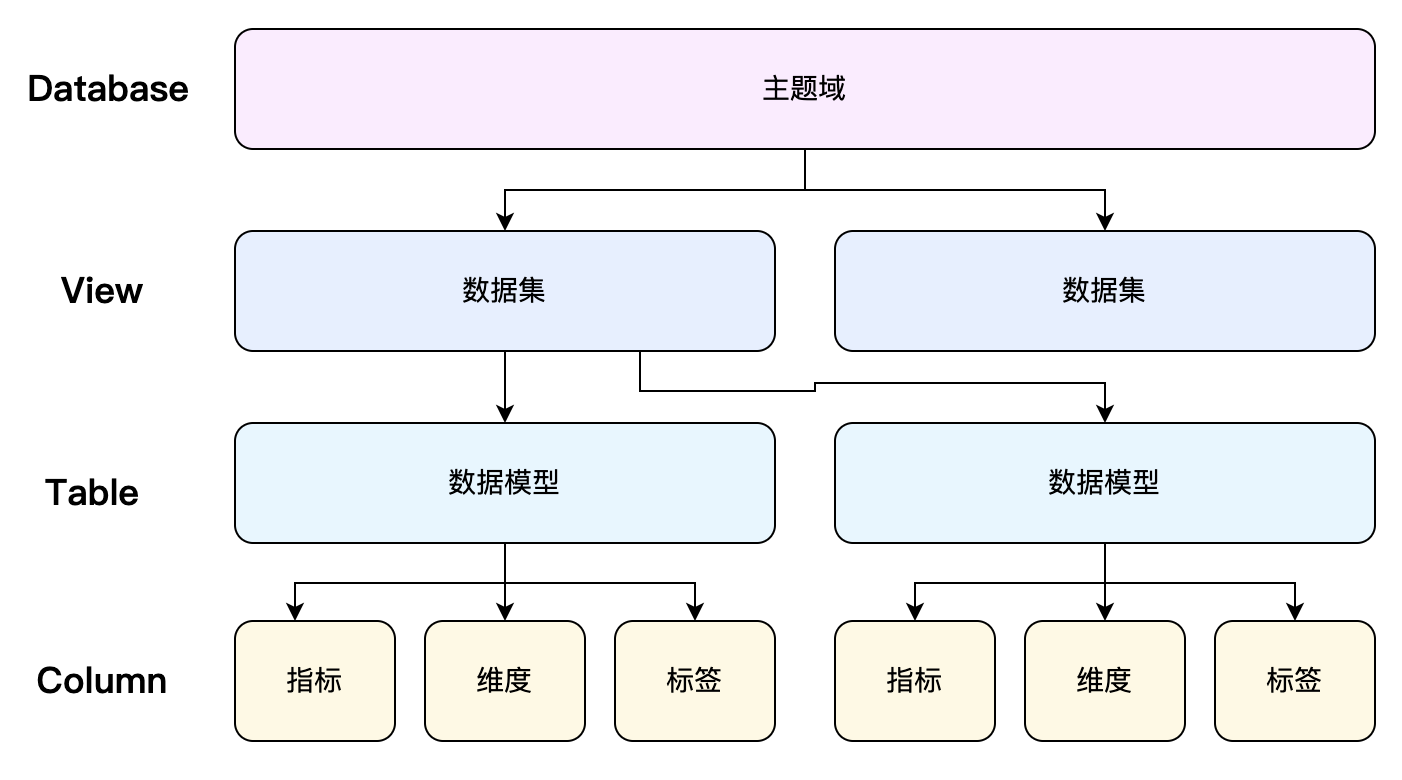 Database
主题域
View
数据集
数据集
Table
数据模型
数据模型
Column
指标
维度
标签
指标
维度
标签